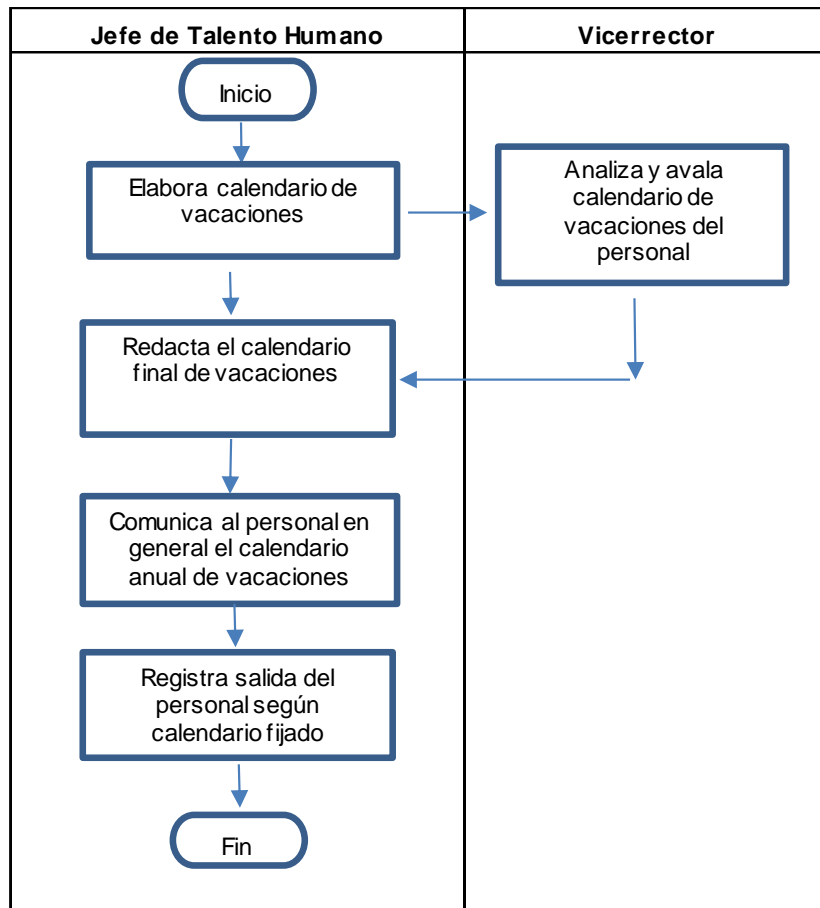 Jefe de Talento Humano
Vicerrector
Inicio
Elabora calendario de
vacaciones
Analiza y avala
calendario de
vacaciones del
personal
Redacta el calendario
final de vacaciones
Comunica al personal en
general el calendario
anual de vacaciones
Registra salida del
personal según
calendario fijado
Fin